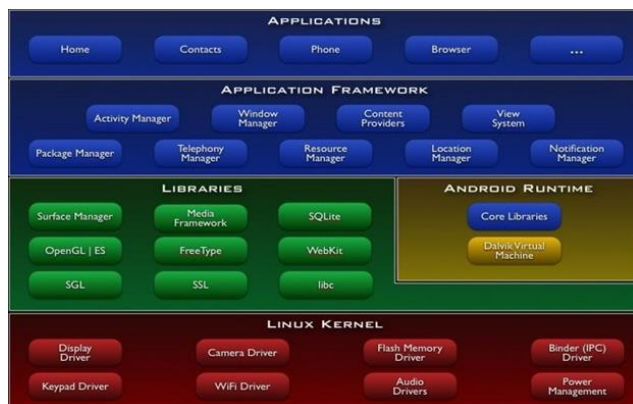 APPLICATIONS
Home
Contacts
Phone
Browser
...
APPLICATION FRAMEWORK
Activity Manager
Window
Manager
Content
Providers
View
System
Package Manager
Telephony
Manager
Resource
Manager
Location
Manager
Notification
Manager
LIBRARIES
Surface Manager
Media
Framework
SQLite
OpenGL | ES
FreeType
WebKit
SGL
SSL
libc
ANDROID RUNTIME
Core Libraries
Dalvik Virtual
Machine
LINUX KERNEL
Display
Driver
Camera Driver
Flash Memory
Driver
Binder (IPC)
Driver
Keypad Driver
WiFi Driver
Audio
Drivers
Power
Management